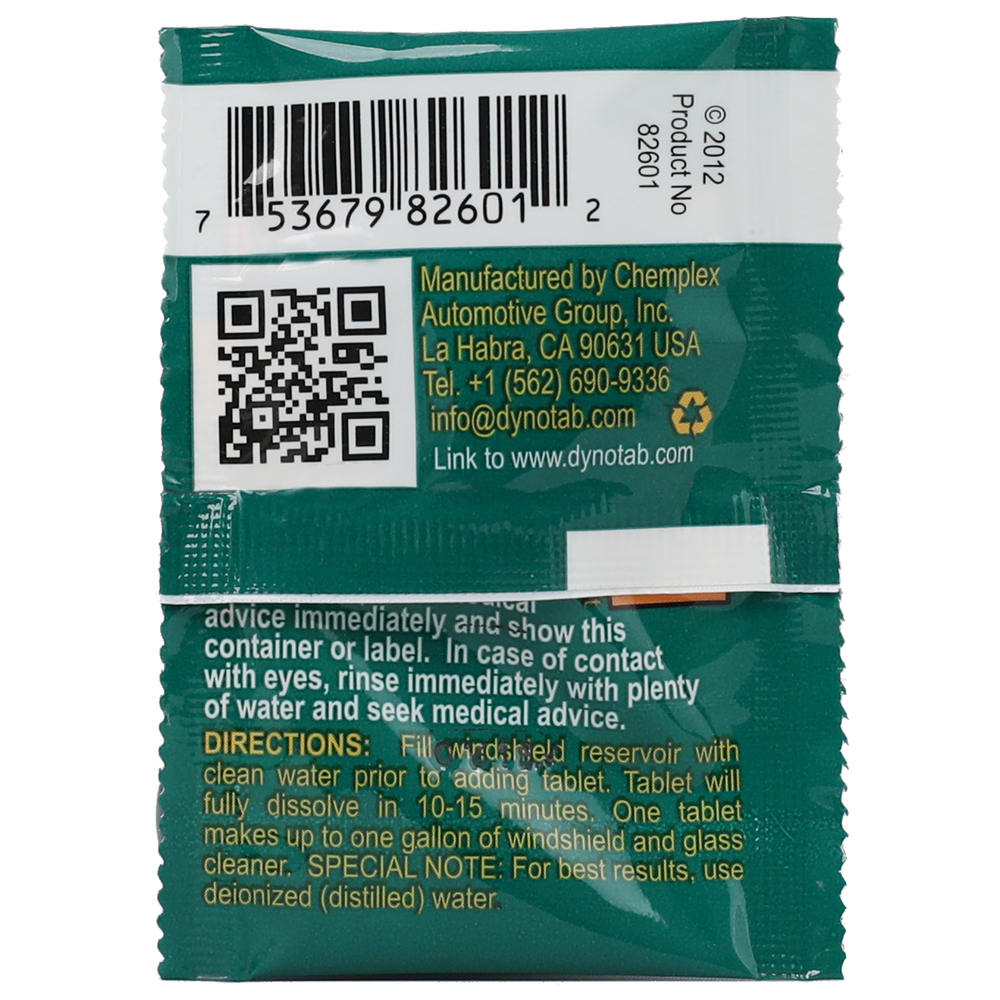 7 53679 82601 2
© 2012
Product No
82601
Manufactured by Chemplex
Automotive Group, Inc.
La Habra, CA 90631 USA
Tel. +1 (562) 690-9336
info@dynotab.com
Link to www.dynotab.com
advice immediately and show this
container or label. In case of contact
with eyes, rinse immediately with plenty
of water and seek medical advice.
DIRECTIONS: Fill windshield reservoir with
clean water prior to adding tablet. Tablet will
fully dissolve in 10-15 minutes. One tablet
makes up to one gallon of windshield and glass
cleaner. SPECIAL NOTE: For best results, use
deionized (distilled) water.